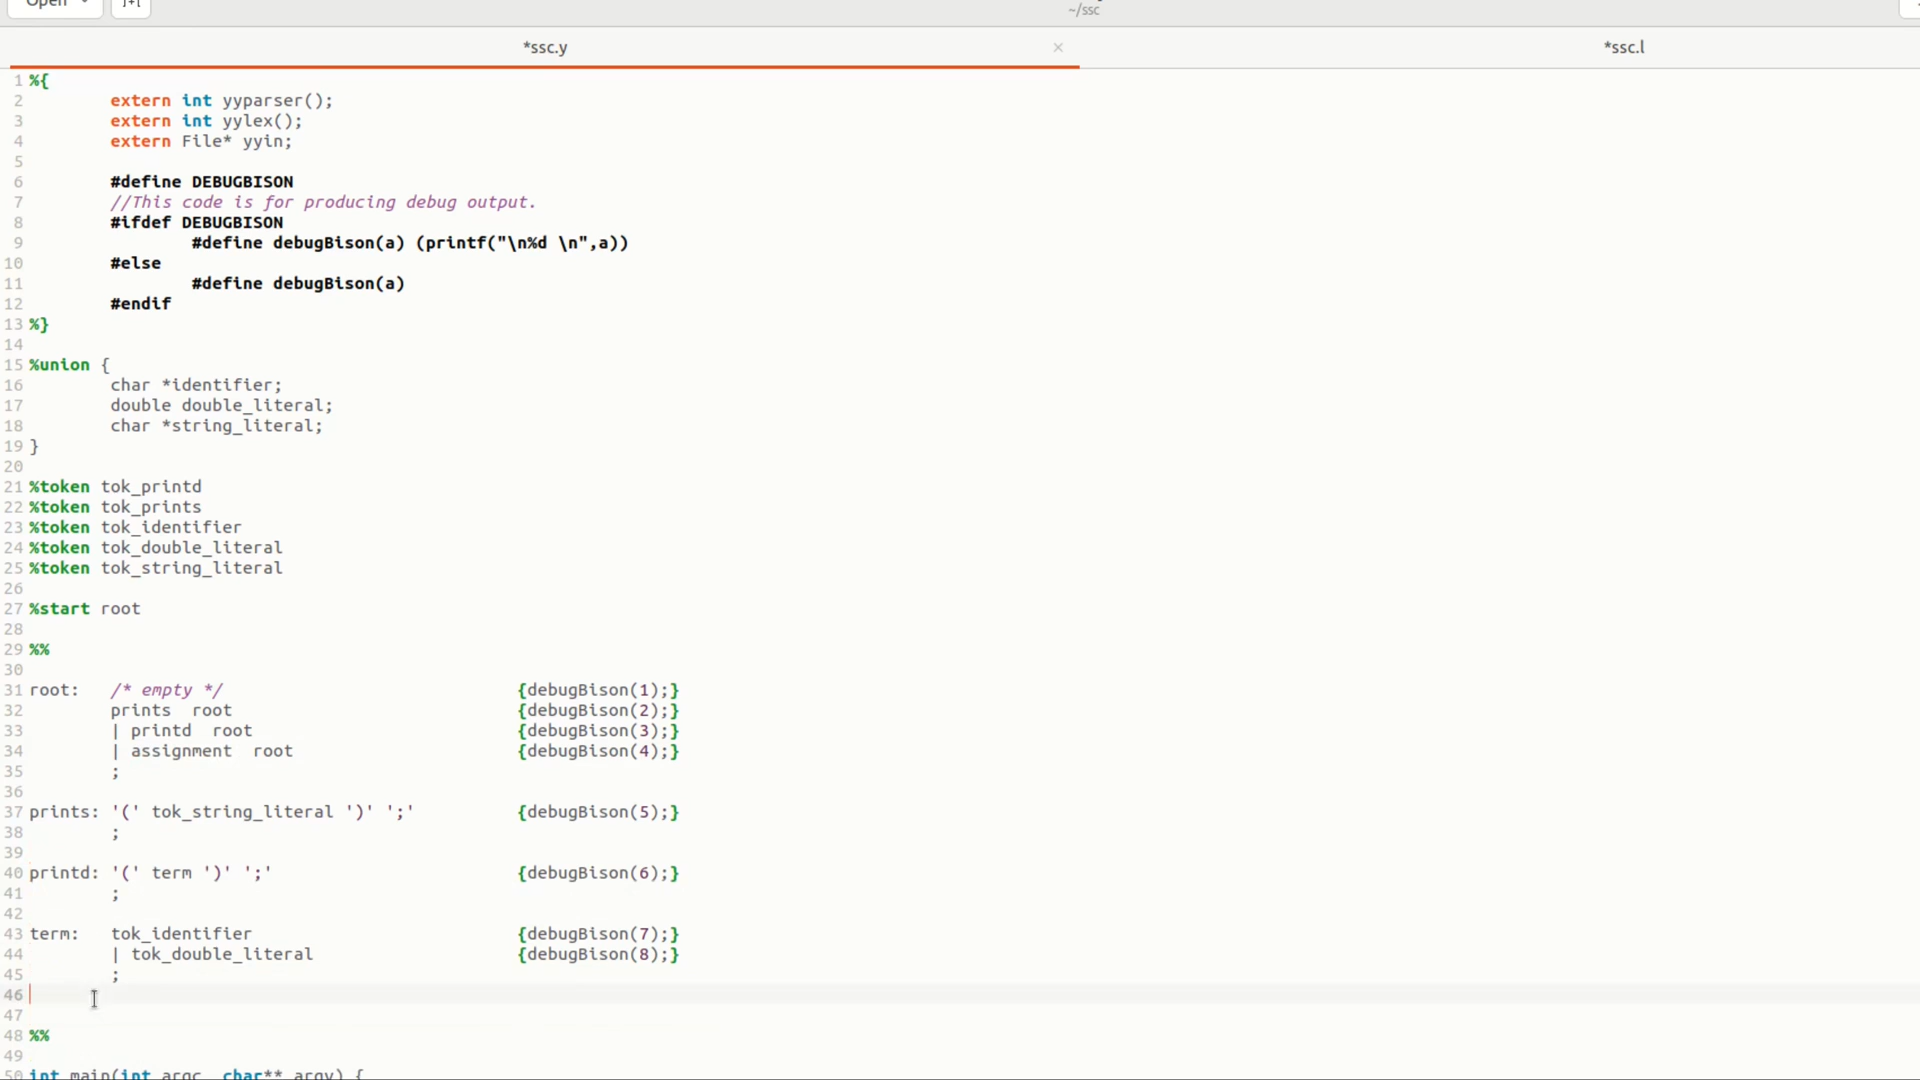 Open
~/ssc
*ssc.y ×
*ssc.l
1 %{
2 extern int yyparser();
3 extern int yylex();
4 extern File* yyin;
5
6 #define DEBUGBISON
7 //This code is for producing debug output.
8 #ifdef DEBUGBISON
9 #define debugBison(a) (printf("\n%d \n",a))
10 #else
11 #define debugBison(a)
12 #endif
13 %}
14
15 %union {
16 char *identifier;
17 double double_literal;
18 char *string_literal;
19 }
20
21 %token tok_printd
22 %token tok_prints
23 %token tok_identifier
24 %token tok_double_literal
25 %token tok_string_literal
26
27 %start root
28
29 %%
30
31 root: /* empty */ {debugBison(1);}
32 prints root {debugBison(2);}
33 | printd root {debugBison(3);}
34 | assignment root {debugBison(4);}
35 ;
36
37 prints: '(' tok_string_literal ')' ';' {debugBison(5);}
38 ;
39
40 printd: '(' term ')' ';' {debugBison(6);}
41 ;
42
43 term: tok_identifier {debugBison(7);}
44 | tok_double_literal {debugBison(8);}
45 ;
46
47
48 %%
49
50 int main(int argc, char** argv) {